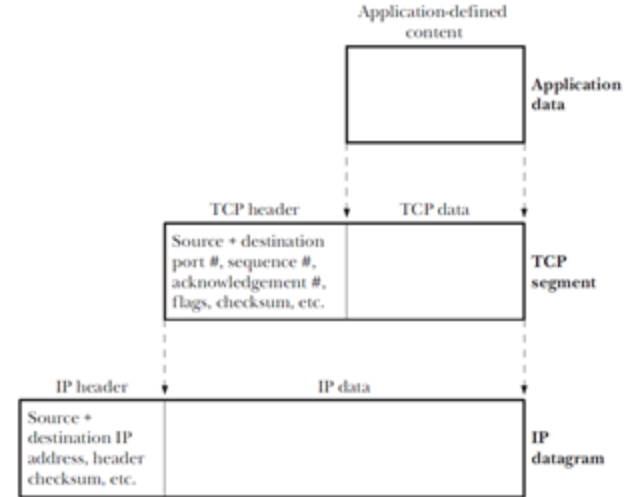 Application-defined
content
Application
data
TCP header
TCP data
Source + destination
port #, sequence #,
acknowledgement #,
flags, checksum, etc.
TCP
segment
IP header
IP data
Source +
destination IP
address, header
checksum, etc.
IP
datagram